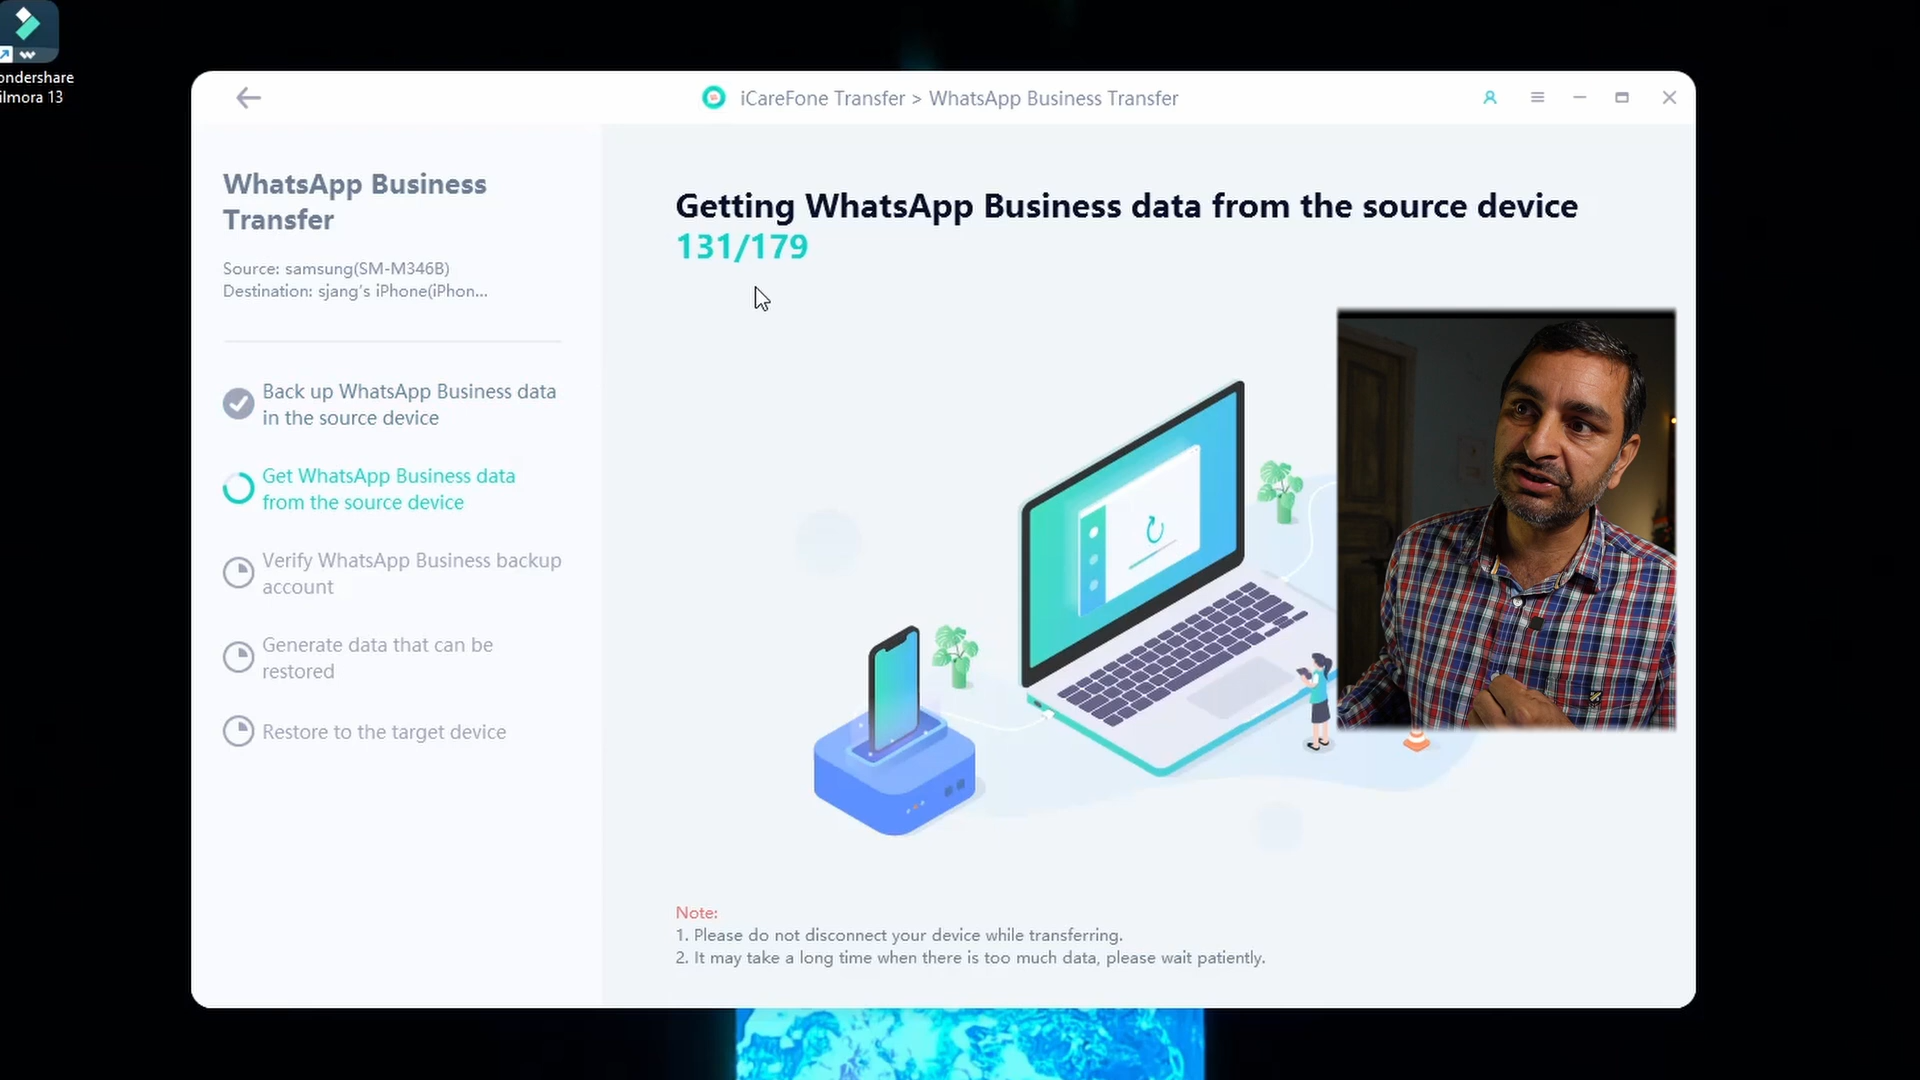 ondershare
ilmora 13
iCareFone Transfer > WhatsApp Business Transfer
WhatsApp Business
Transfer
Source: samsung(SM-M346B)
Destination: sjang's iPhone(iPhon...
Back up WhatsApp Business data
in the source device
Get WhatsApp Business data
from the source device
Verify WhatsApp Business backup
account
Generate data that can be
restored
Restore to the target device
Getting WhatsApp Business data from the source device
131/179
Note:
1. Please do not disconnect your device while transferring.
2. It may take a long time when there is too much data, please wait patiently.